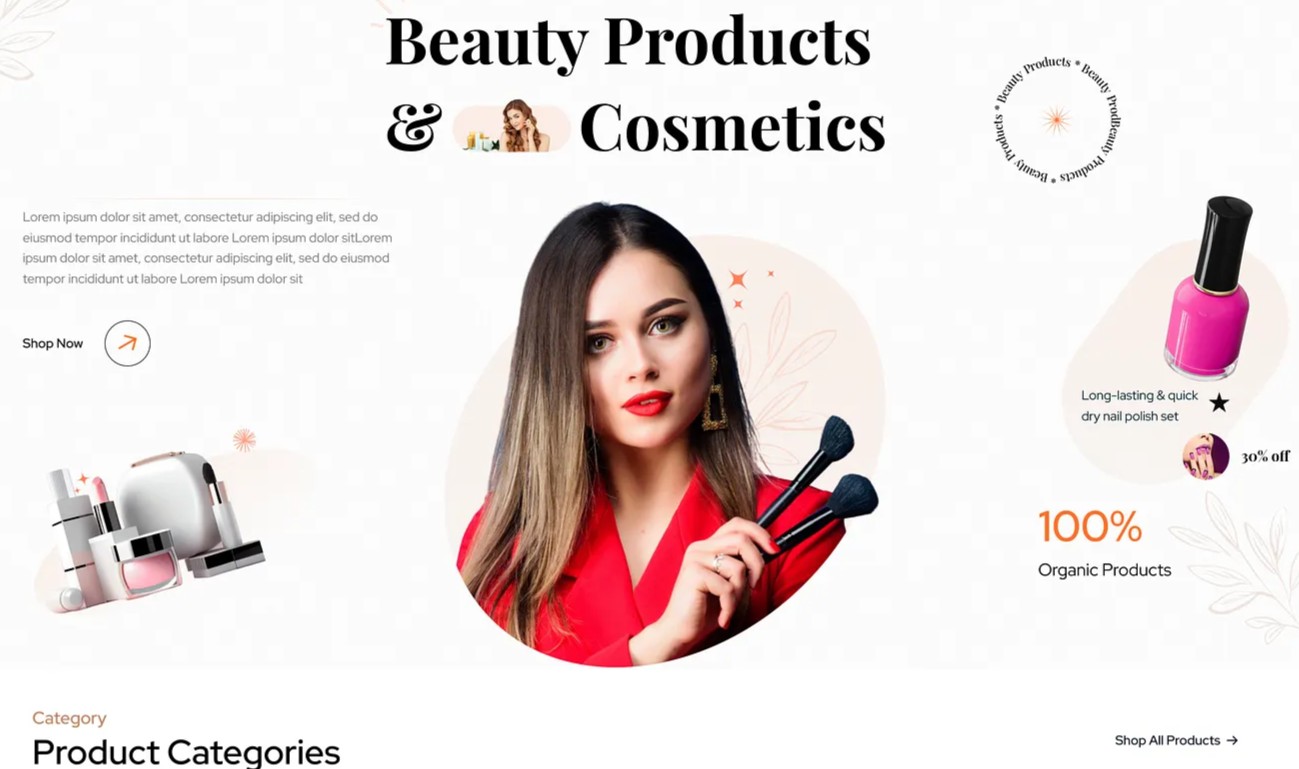 Beauty Products
& Cosmetics
Beauty Products * Beauty ProdBeauty Products * Beauty Products *
Lorem ipsum dolor sit amet, consectetur adipiscing elit, sed do
eiusmod tempor incididunt ut labore Lorem ipsum dolor sitLorem
ipsum dolor sit amet, consectetur adipiscing elit, sed do eiusmod
tempor incididunt ut labore Lorem ipsum dolor sit
Shop Now
Long-lasting & quick
dry nail polish set
30% off
100%
Organic Products
Category
Product Categories
Shop All Products →